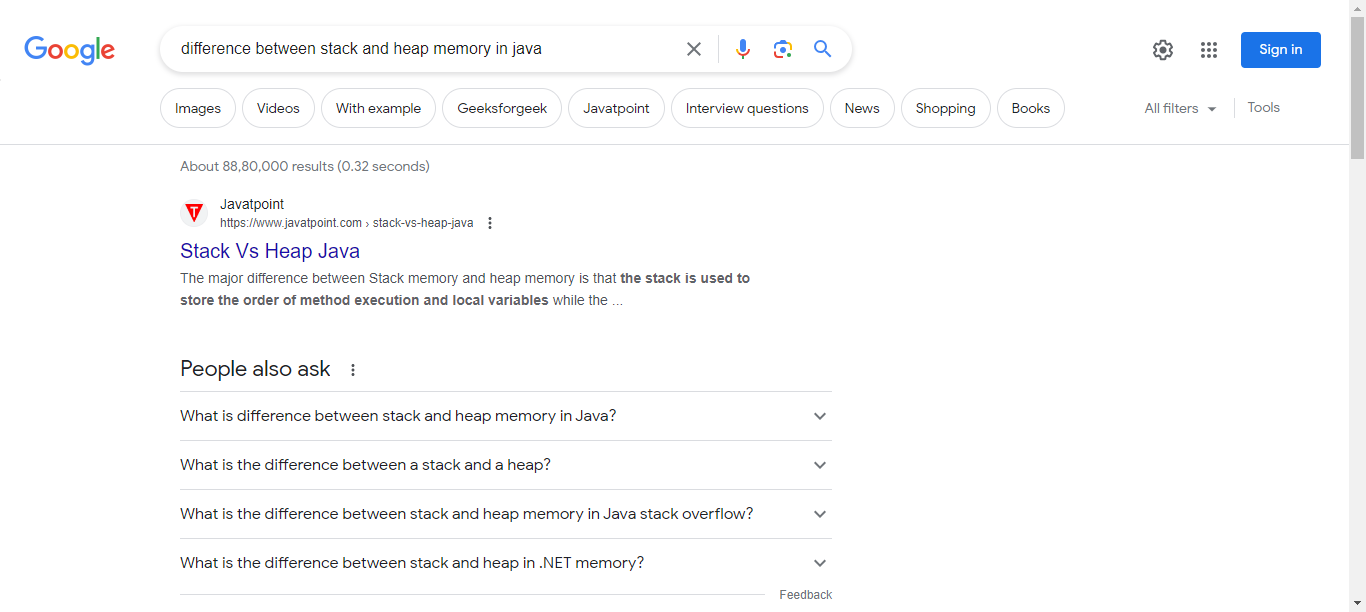 Google
difference between stack and heap memory in java
Sign in
Images
Videos
With example
Geeksforgeek
Javatpoint
Interview questions
News
Shopping
Books
All filters
Tools
About 88,80,000 results (0.32 seconds)
T
Javatpoint
https://www.javatpoint.com › stack-vs-heap-java
Stack Vs Heap Java
The major difference between Stack memory and heap memory is that the stack is used to
store the order of method execution and local variables while the ...
People also ask
What is difference between stack and heap memory in Java?
What is the difference between a stack and a heap?
What is the difference between stack and heap memory in Java stack overflow?
What is the difference between stack and heap in .NET memory?
Feedback